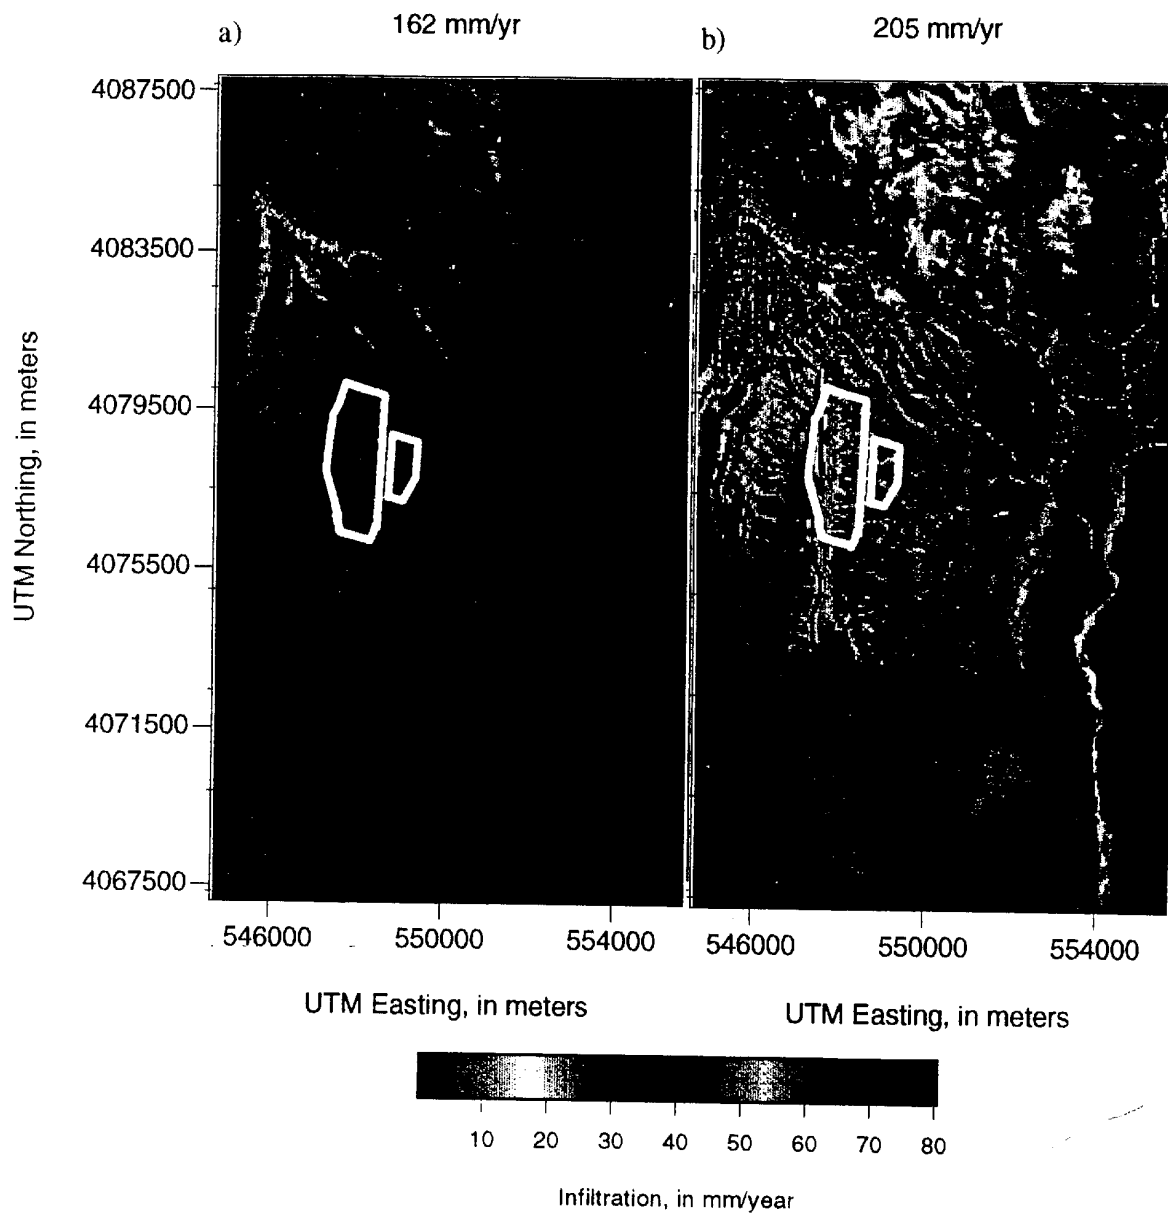 a) 162 mm/yr b) 205 mm/yr
4087500
4083500
4079500
4075500
4071500
4067500
UTM Northing, in meters
546000 550000 554000 546000 550000 554000
UTM Easting, in meters UTM Easting, in meters
10 20 30 40 50 60 70 80
Infiltration, in mm/year